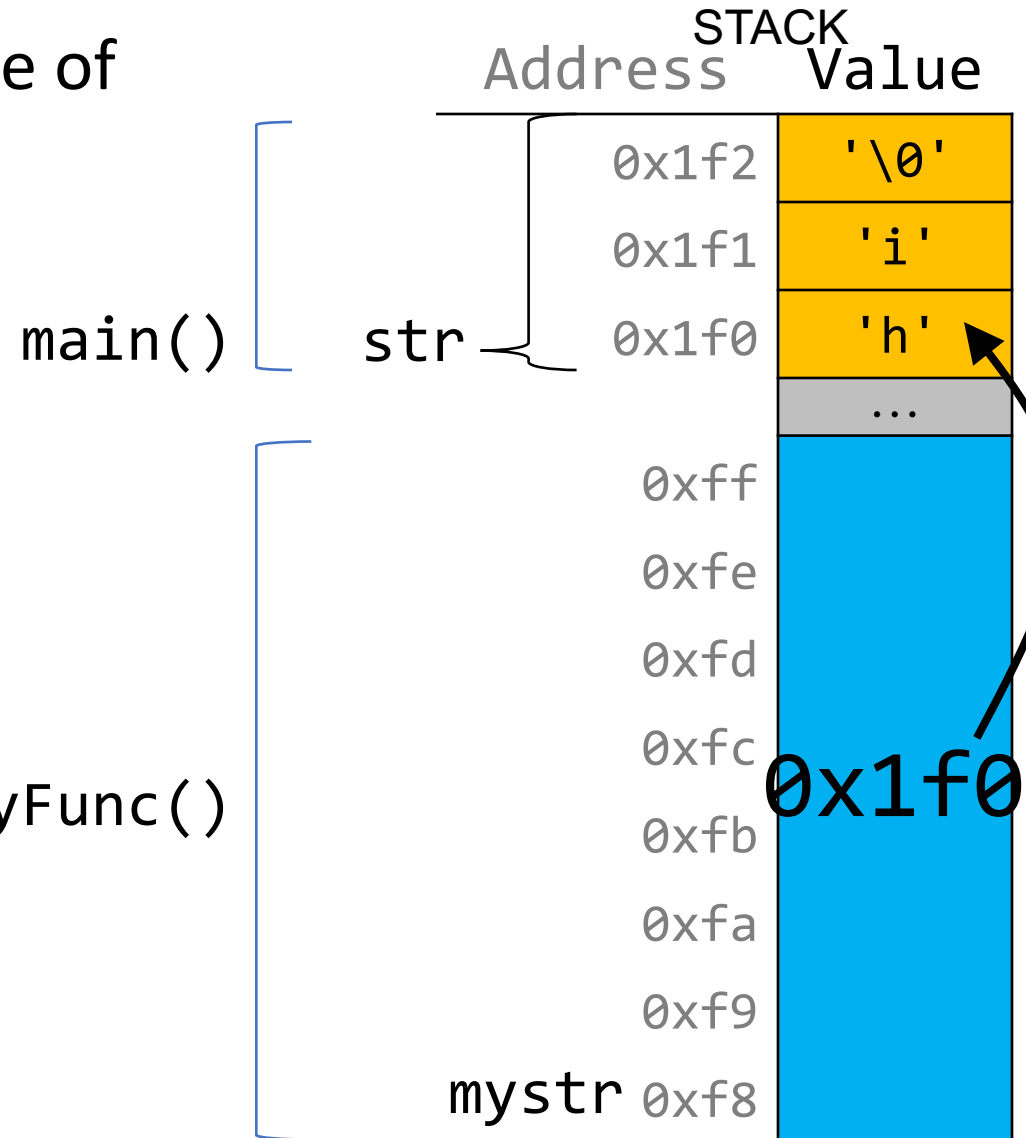 STACK
e of
Address Value
0x1f2 '\0'
0x1f1 'i'
main() str 0x1f0 'h'
...
0xff
0xfe
0xfd
0xfc
0x1f0
yFunc()
0xfb
0xfa
0xf9
mystr 0xf8